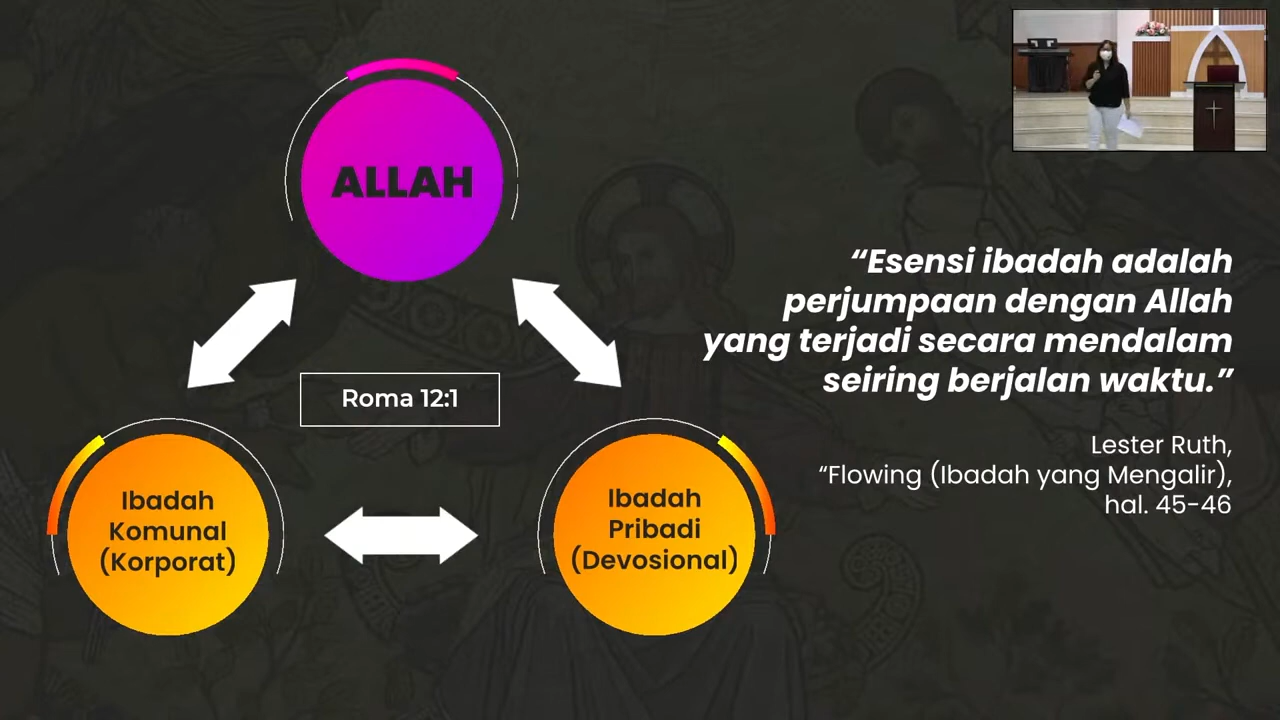 ALLAH
Roma 12:1
Ibadah
Komunal
(Korporat)
Ibadah
Pribadi
(Devosional)
“Esensi ibadah adalah
perjumpaan dengan Allah
yang terjadi secara mendalam
seiring berjalan waktu.”
Lester Ruth,
“Flowing (Ibadah yang Mengalir),
hal. 45-46